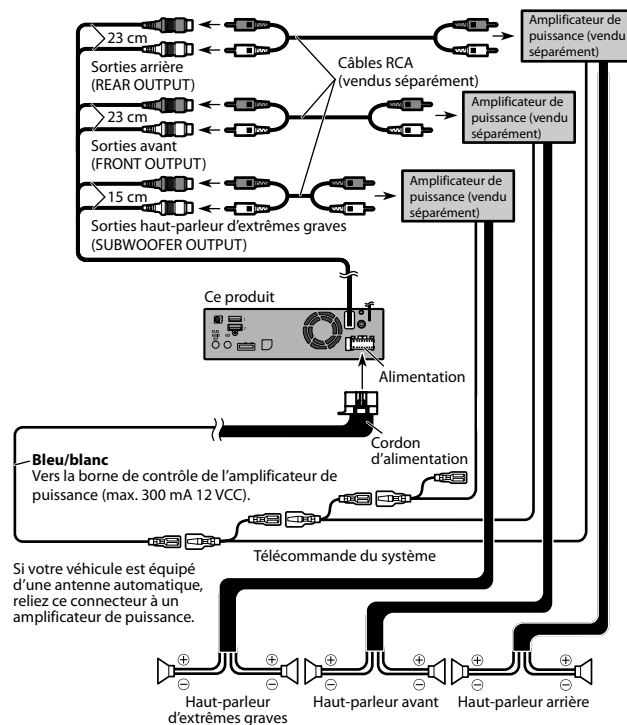 Amplificateur de
puissance (vendu
séparément)
23 cm
Sorties arrière
(REAR OUTPUT)
Câbles RCA
(vendus séparément)
Amplificateur de
puissance (vendu
séparément)
23 cm
Sorties avant
(FRONT OUTPUT)
Amplificateur de
puissance (vendu
séparément)
15 cm
Sorties haut-parleur d'extrêmes graves
(SUBWOOFER OUTPUT)
Ce produit
1
2
Alimentation
Cordon
d'alimentation
Bleu/blanc
Vers la borne de contrôle de l'amplificateur de
puissance (max. 300 mA 12 VCC).
Télécommande du système
Si votre véhicule est équipé
d'une antenne automatique,
reliez ce connecteur à un
amplificateur de puissance.
⊕ ⊕ ⊕ ⊕ ⊕ ⊕
⊖ ⊖ ⊖ ⊖ ⊖ ⊖
Haut-parleur
d'extrêmes graves
Haut-parleur avant
Haut-parleur arrière